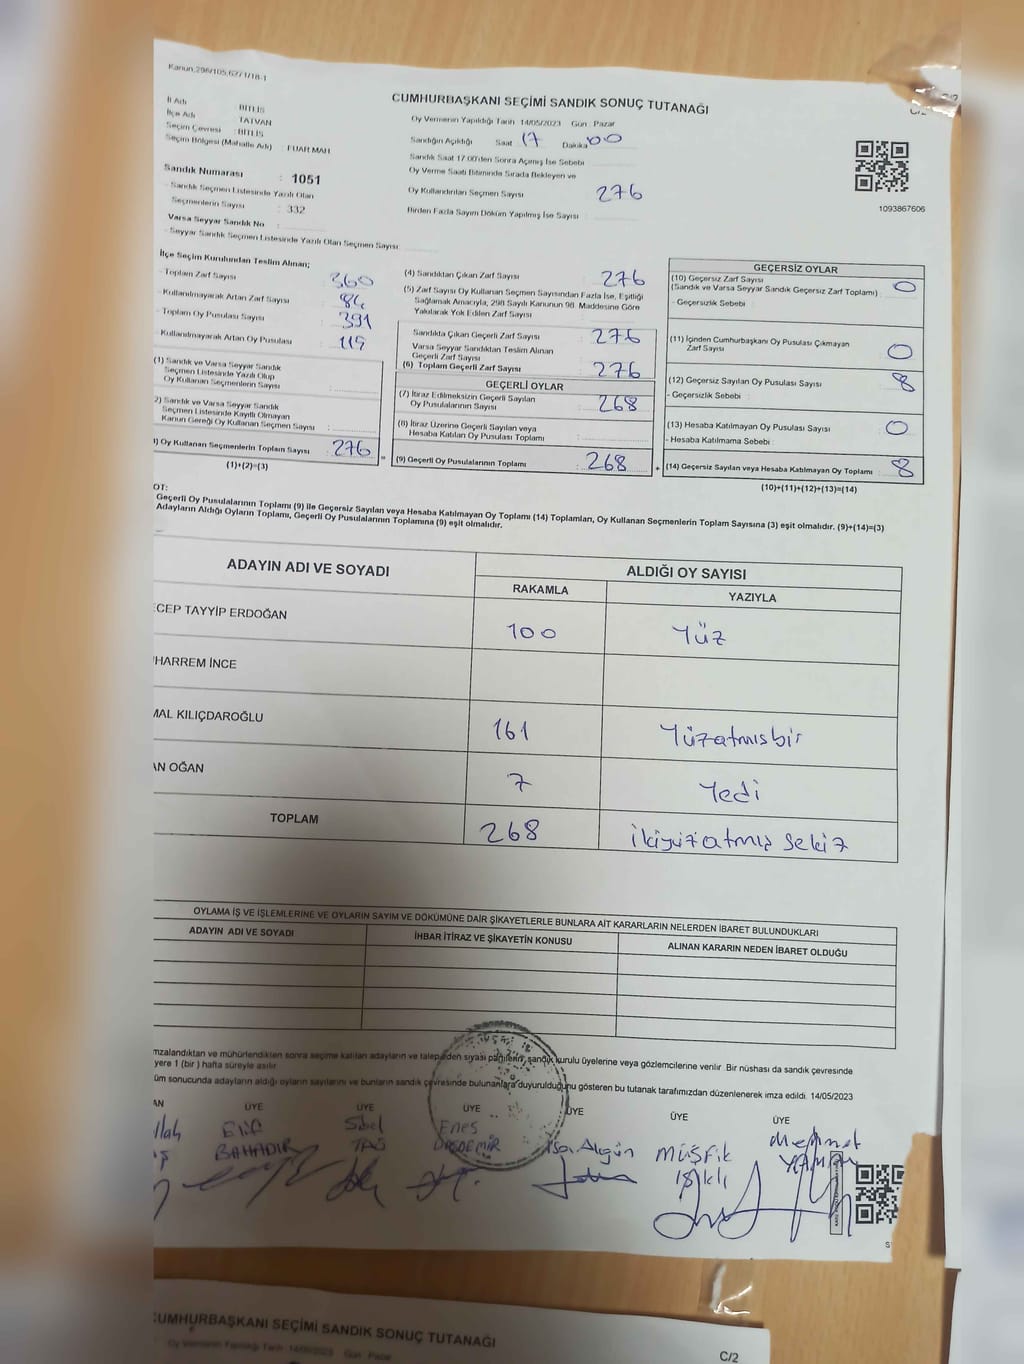 Kanun:298/105,6271/18-1
C/2
CUMHURBAŞKANI SEÇİMİ SANDIK SONUÇ TUTANAĞI
İl Adı : BİTLİS
İlçe Adı : TATVAN
Seçim Çevresi : BİTLİS
Seçim Bölgesi (Mahalle Adı) : FUAR MAH
Sandık Numarası : 1051
Sandık Seçmen Listesinde Yazılı Olan
Seçmenlerin Sayısı : 332
Varsa Seyyar Sandık No :
Seyyar Sandık Seçmen Listesinde Yazılı Olan Seçmen Sayısı:
Oy Vermenin Yapıldığı Tarih 14/05/2023 Gün : Pazar
Sandığın Açıldığı Saat 17 Dakika 00
Sandık Saat 17.00'den Sonra Açılmış İse Sebebi
Oy Verme Saati Bitiminde Sırada Bekleyen ve
Oy Kullandırılan Seçmen Sayısı 276
Birden Fazla Sayım Döküm Yapılmış İse Sayısı :
1093867606
İlçe Seçim Kurulundan Teslim Alınan;
- Toplam Zarf Sayısı : 360
- Kullanılmayarak Artan Zarf Sayısı : 84
- Toplam Oy Pusulası Sayısı : 391
- Kullanılmayarak Artan Oy Pusulası : 115
(1) Sandık ve Varsa Seyyar Sandık
Seçmen Listesinde Yazılı Olup
Oy Kullanan Seçmenlerin Sayısı :
2) Sandık ve Varsa Seyyar Sandık
Seçmen Listesinde Kayıtlı Olmayan
Kanun Gereği Oy Kullanan Seçmen Sayısı :
) Oy Kullanan Seçmenlerin Toplam Sayısı : 276
(1)+(2)=(3)
(4) Sandıktan Çıkan Zarf Sayısı : 276
(5) Zarf Sayısı Oy Kullanan Seçmen Sayısından Fazla İse, Eşitliği
Sağlamak Amacıyla, 298 Sayılı Kanunun 98. Maddesine Göre
Yakılarak Yok Edilen Zarf Sayısı :
Sandıkta Çıkan Geçerli Zarf Sayısı : 276
Varsa Seyyar Sandıktan Teslim Alınan
Geçerli Zarf Sayısı
(6) Toplam Geçerli Zarf Sayısı : 276
GEÇERLİ OYLAR
(7) İtiraz Edilmeksizin Geçerli Sayılan
Oy Pusulalarının Sayısı : 268
(8) İtiraz Üzerine Geçerli Sayılan veya
Hesaba Katılan Oy Pusulası Toplamı :
(9) Geçerli Oy Pusulalarının Toplamı : 268
GEÇERSİZ OYLAR
(10) Geçersiz Zarf Sayısı
(Sandık ve Varsa Seyyar Sandık Geçersiz Zarf Toplamı) : 0
- Geçersizlik Sebebi :
(11) İçinden Cumhurbaşkanı Oy Pusulası Çıkmayan
Zarf Sayısı : 0
(12) Geçersiz Sayılan Oy Pusulası Sayısı : 8
- Geçersizlik Sebebi :
(13) Hesaba Katılmayan Oy Pusulası Sayısı : 0
- Hesaba Katılmama Sebebi :
(14) Geçersiz Sayılan veya Hesaba Katılmayan Oy Toplamı : 8
(10)+(11)+(12)+(13)=(14)
OT:
Geçerli Oy Pusulalarının Toplamı (9) ile Geçersiz Sayılan veya Hesaba Katılmayan Oy Toplamı (14) Toplamları, Oy Kullanan Seçmenlerin Toplam Sayısına (3) eşit olmalıdır. (9)+(14)=(3)
Adayların Aldığı Oyların Toplamı, Geçerli Oy Pusulalarının Toplamına (9) eşit olmalıdır.
ADAYIN ADI VE SOYADI ALDIĞI OY SAYISI
RAKAMLA YAZIYLA
ECEP TAYYİP ERDOĞAN 100 Yüz
UHARREM İNCE
MAL KILIÇDAROĞLU 161 Yüzatmışbir
AN OĞAN 7 Yedi
TOPLAM 268 ikiyüzatmış sekiz
OYLAMA İŞ VE İŞLEMLERİNE VE OYLARIN SAYIM VE DÖKÜMÜNE DAİR ŞİKAYETLERLE BUNLARA AİT KARARLARIN NELERDEN İBARET BULUNDUKLARI
ADAYIN ADI VE SOYADI İHBAR İTİRAZ VE ŞİKAYETİN KONUSU ALINAN KARARIN NEDEN İBARET OLDUĞU
mzalandıktan ve mühürlendikten sonra seçime katılan adayların ve talep eden siyasi partilerin, sandık kurulu üyelerine veya gözlemcilerine verilir. Bir nüshası da sandık çevresinde
yere 1 (bir ) hafta süreyle asılır.
üm sonucunda adayların aldığı oyların sayılarını ve bunların sandık çevresinde bulunanlara duyurulduğunu gösteren bu tutanak tarafımızdan düzenlenerek imza edildi. 14/05/2023
AN ÜYE ÜYE ÜYE ÜYE ÜYE ÜYE
Elif BAHADIR
Sibel TAŞ
Enes
İsa Akgün
MÜŞFİK IŞIKLI
Mehmet YAMAN
CUMHURBAŞKANI SEÇİMİ SANDIK SONUÇ TUTANAĞI
Oy Vermenin Yapıldığı Tarih 14/05/2023 Gün : Pazar
C/2